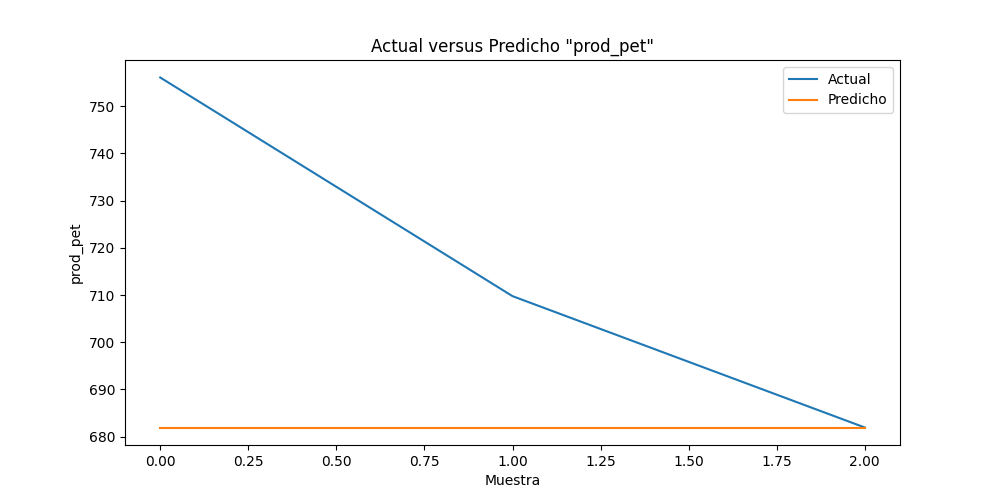 Actual versus Predicho "prod_pet"
Actual
Predicho
750
740
730
720
710
700
690
680
prod_pet
0.00 0.25 0.50 0.75 1.00 1.25 1.50 1.75 2.00
Muestra